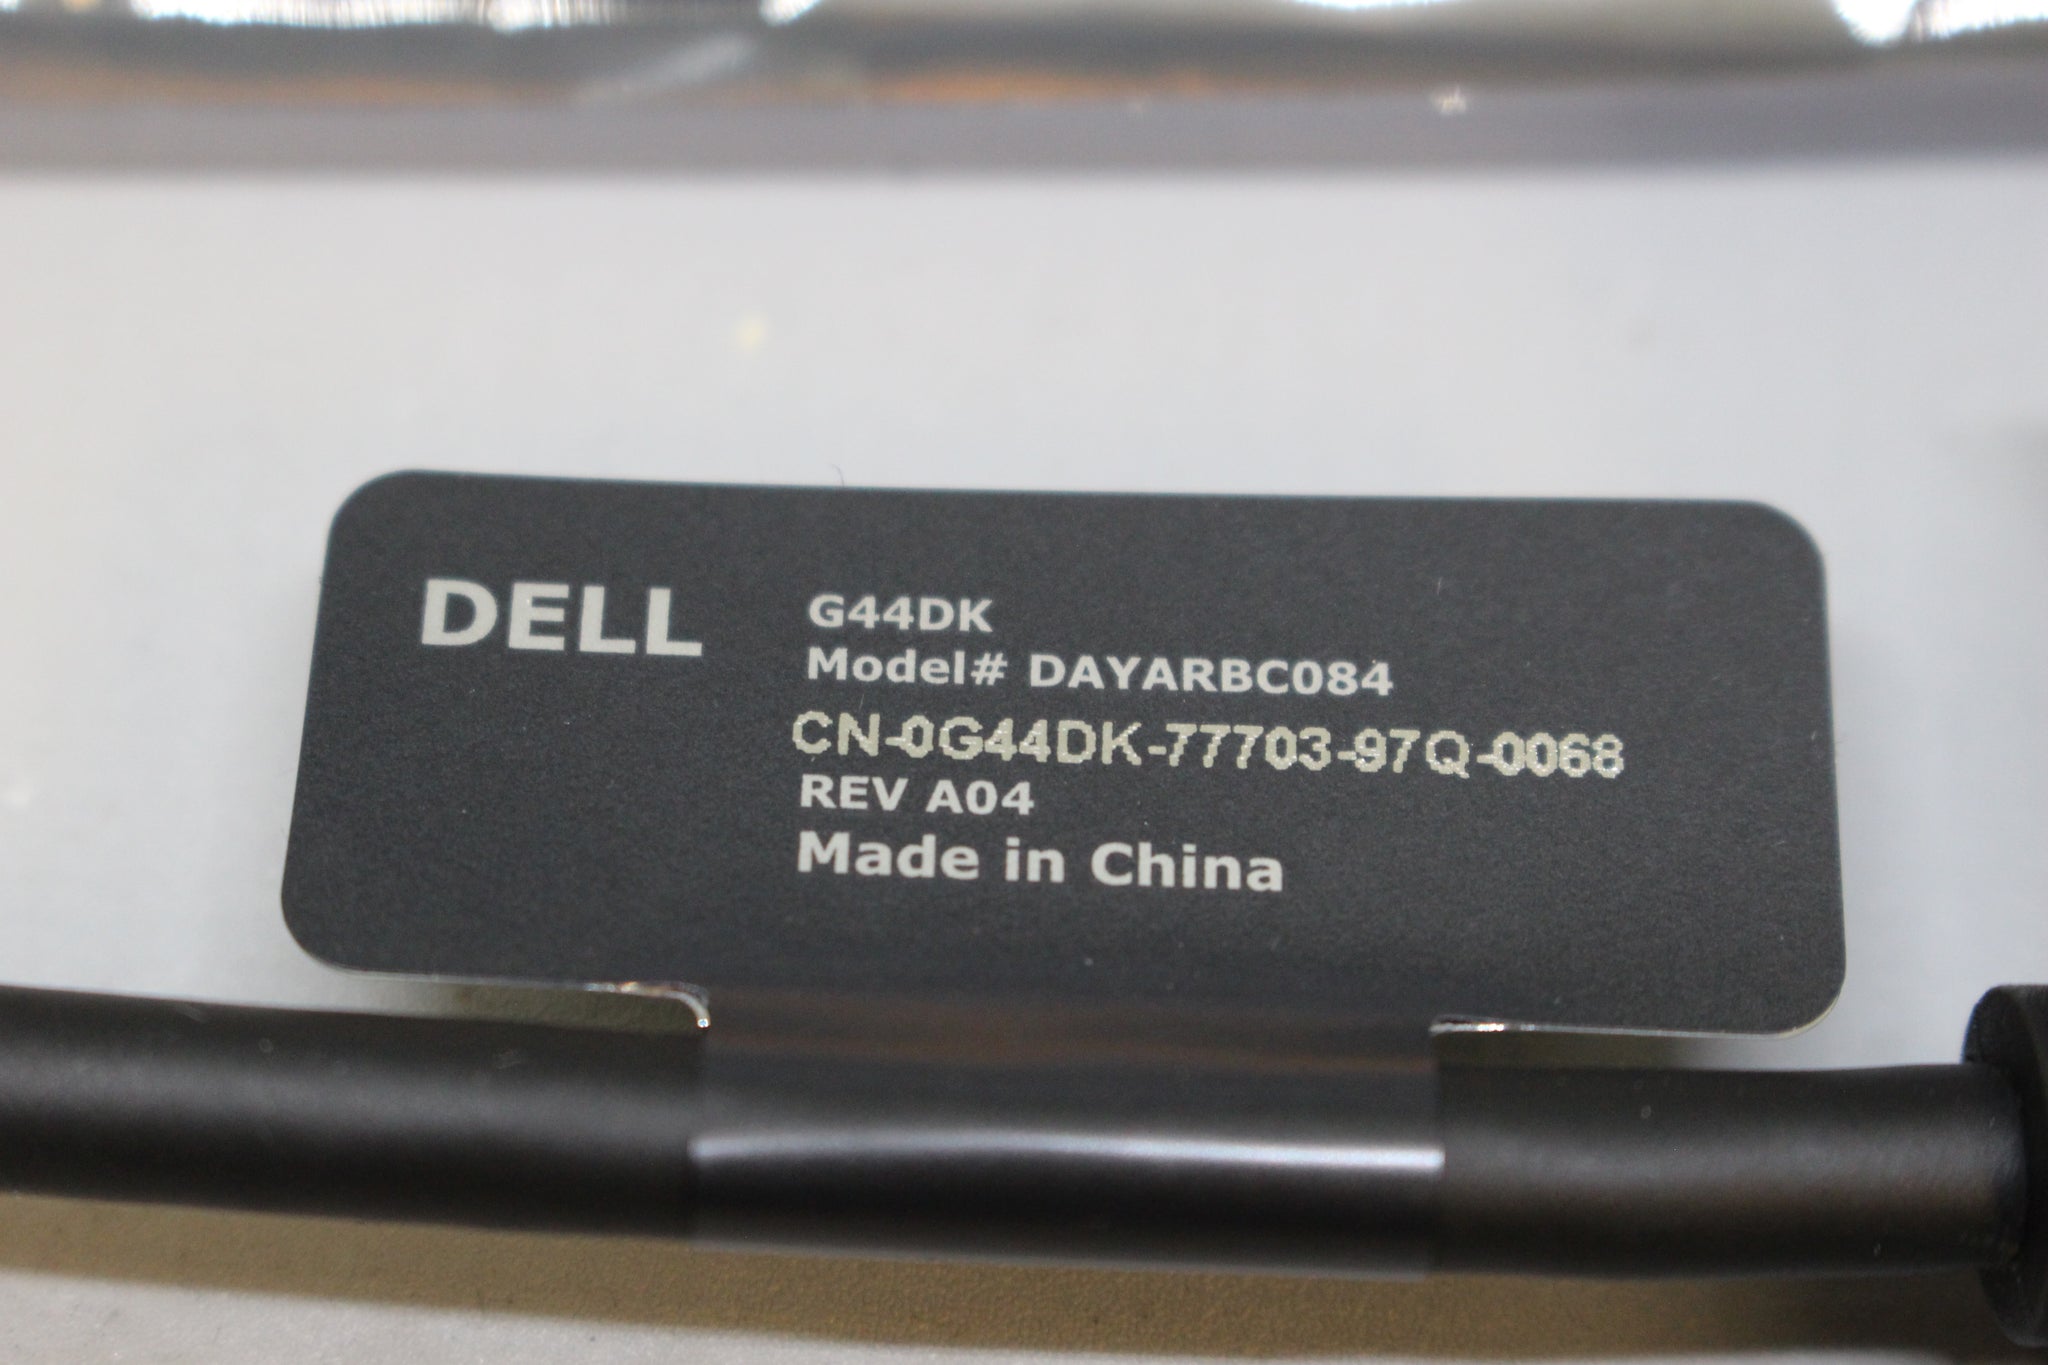 DELL
G44DK
Model# DAYARBC084
CN-0G44DK-77703-97Q-0068
REV A04
Made in China